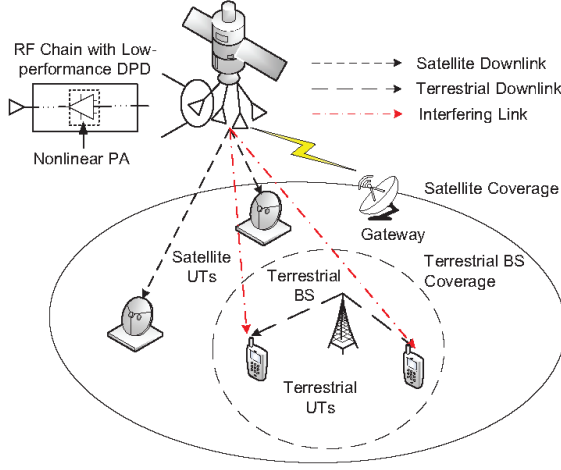 RF Chain with Low-
performance DPD
Nonlinear PA
Satellite Downlink
Terrestrial Downlink
Interfering Link
Satellite Coverage
Gateway
Satellite
UTs
Terrestrial
BS
Terrestrial BS
Coverage
Terrestrial
UTs